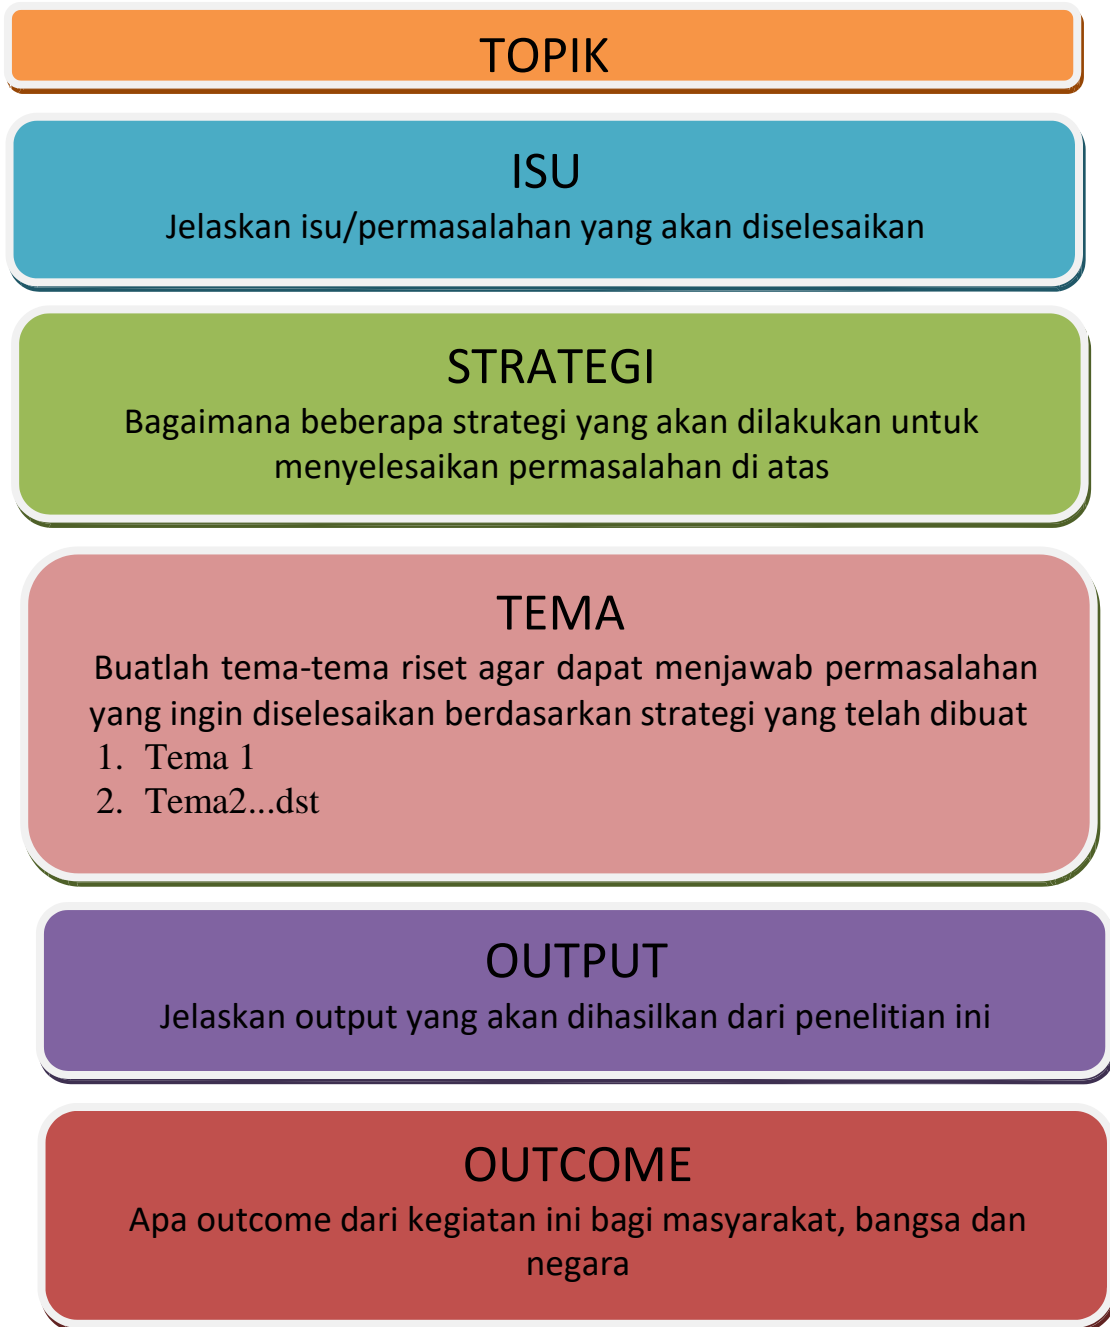 TOPIK
ISU
Jelaskan isu/permasalahan yang akan diselesaikan
STRATEGI
Bagaimana beberapa strategi yang akan dilakukan untuk
menyelesaikan permasalahan di atas
TEMA
Buatlah tema-tema riset agar dapat menjawab permasalahan
yang ingin diselesaikan berdasarkan strategi yang telah dibuat
1. Tema 1
2. Tema2...dst
OUTPUT
Jelaskan output yang akan dihasilkan dari penelitian ini
OUTCOME
Apa outcome dari kegiatan ini bagi masyarakat, bangsa dan
negara